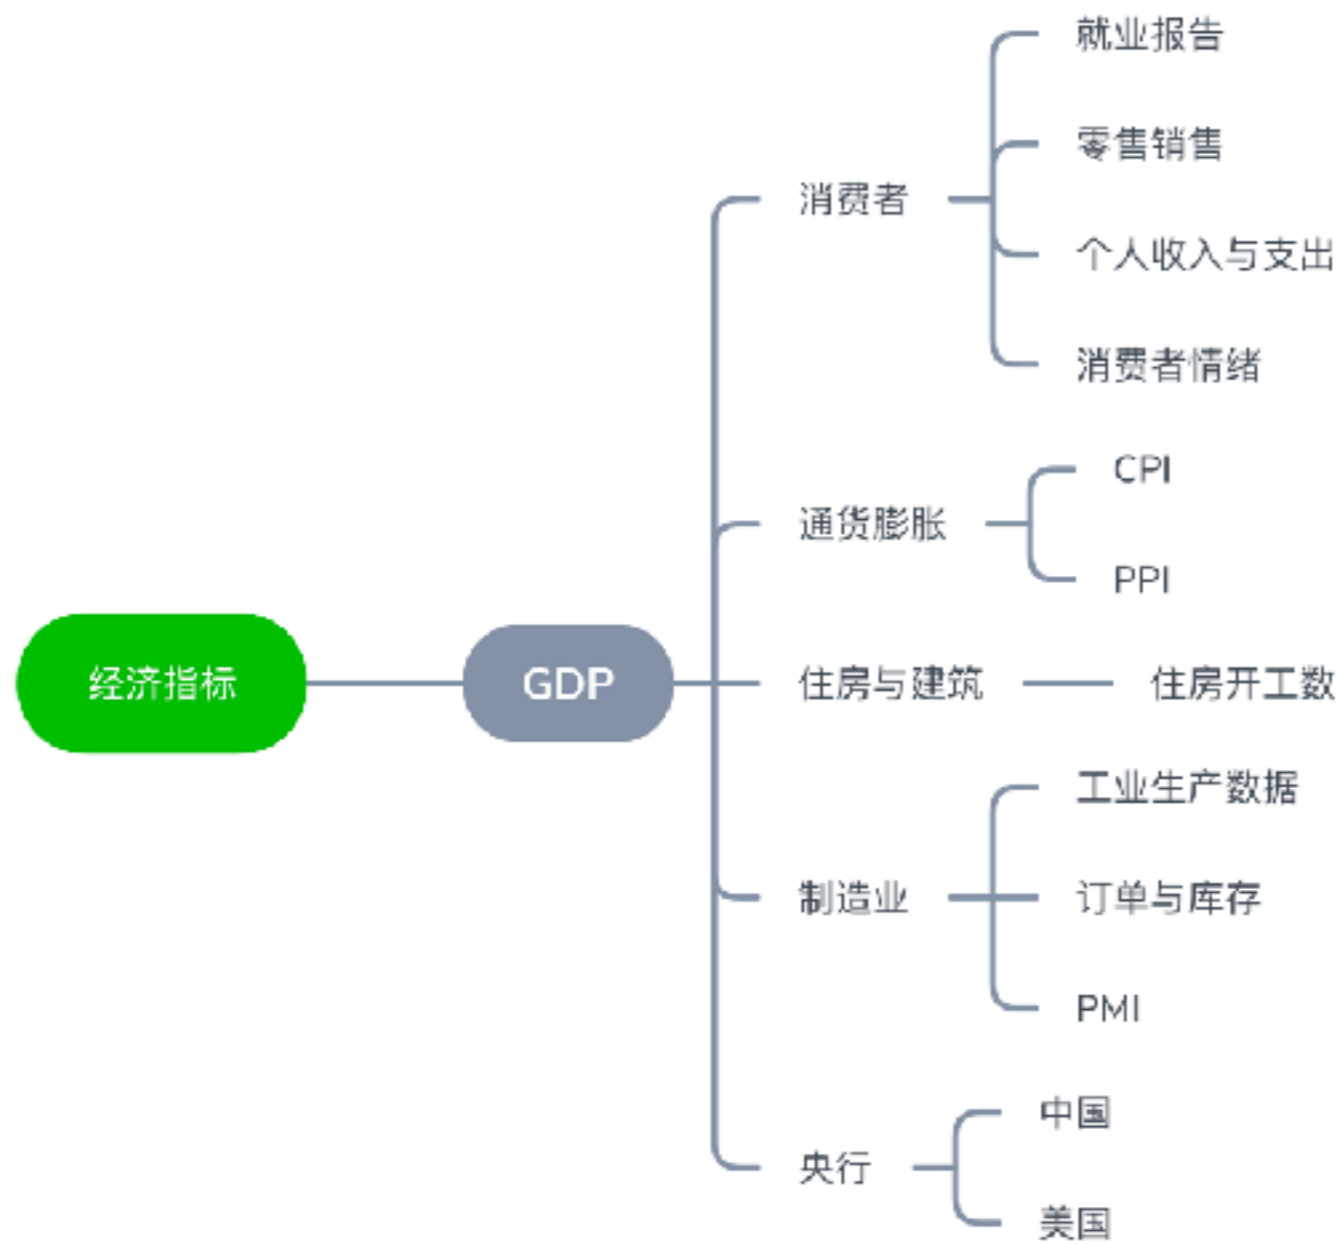 经济指标
GDP
消费者
就业报告
零售销售
个人收入与支出
消费者情绪
通货膨胀
CPI
PPI
住房与建筑
住房开工数
制造业
工业生产数据
订单与库存
PMI
央行
中国
美国